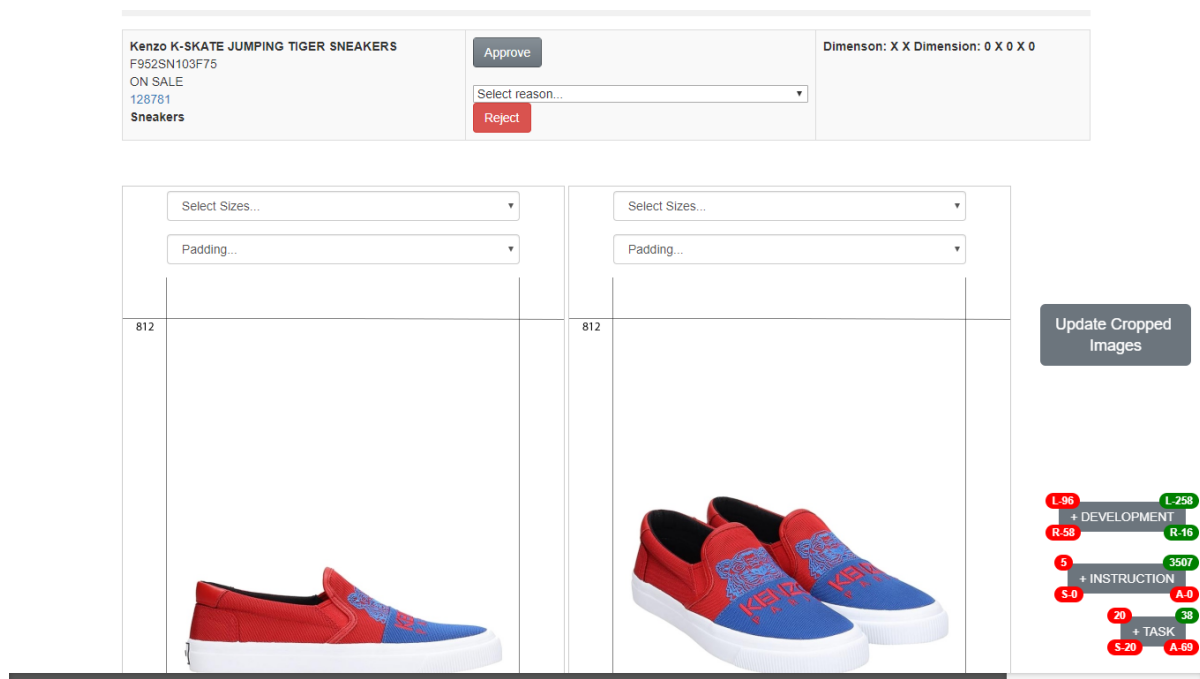 Kenzo K-SKATE JUMPING TIGER SNEAKERS
F952SN103F75
ON SALE
128781
Sneakers
Approve
Select reason...
Reject
Dimenson: X X Dimension: 0 X 0 X 0
Select Sizes...
Padding...
812
Select Sizes...
Padding...
812
KENZO
KENZO
Update Cropped
Images
L-96
L-258
+ DEVELOPMENT
R-58
R-16
5
3507
+ INSTRUCTION
S-0
A-0
20
38
+ TASK
S-20
A-69